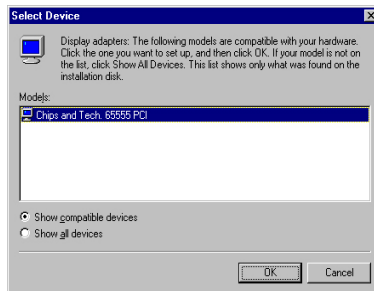 Select Device
Display adapters: The following models are compatible with your hardware.
Click the one you want to set up, and then click OK. If your model is not on
the list, click Show All Devices. This list shows only what was found on the
installation disk.
Models:
Chips and Tech. 65555 PCI
Show compatible devices
Show all devices
OK
Cancel